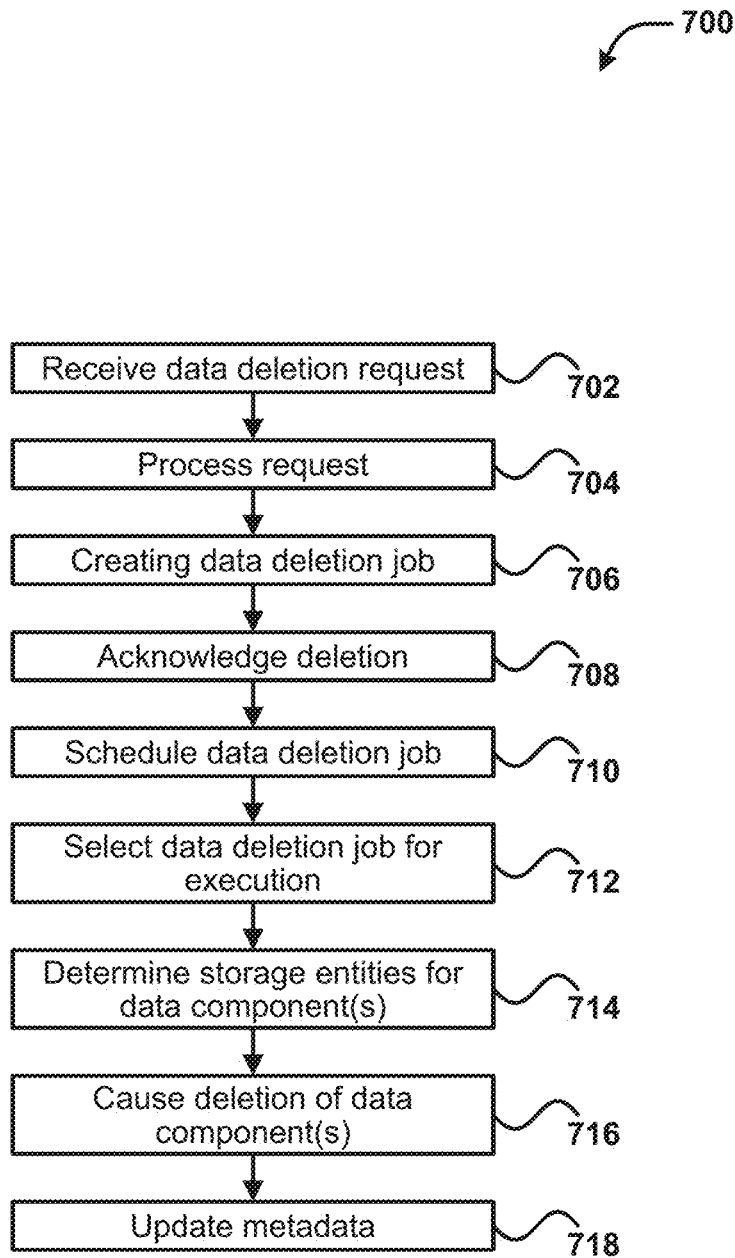 700
Receive data deletion request
702
Process request
704
Creating data deletion job
706
Acknowledge deletion
708
Schedule data deletion job
710
Select data deletion job for
execution
712
Determine storage entities for
data component(s)
714
Cause deletion of data
component(s)
716
Update metadata
718